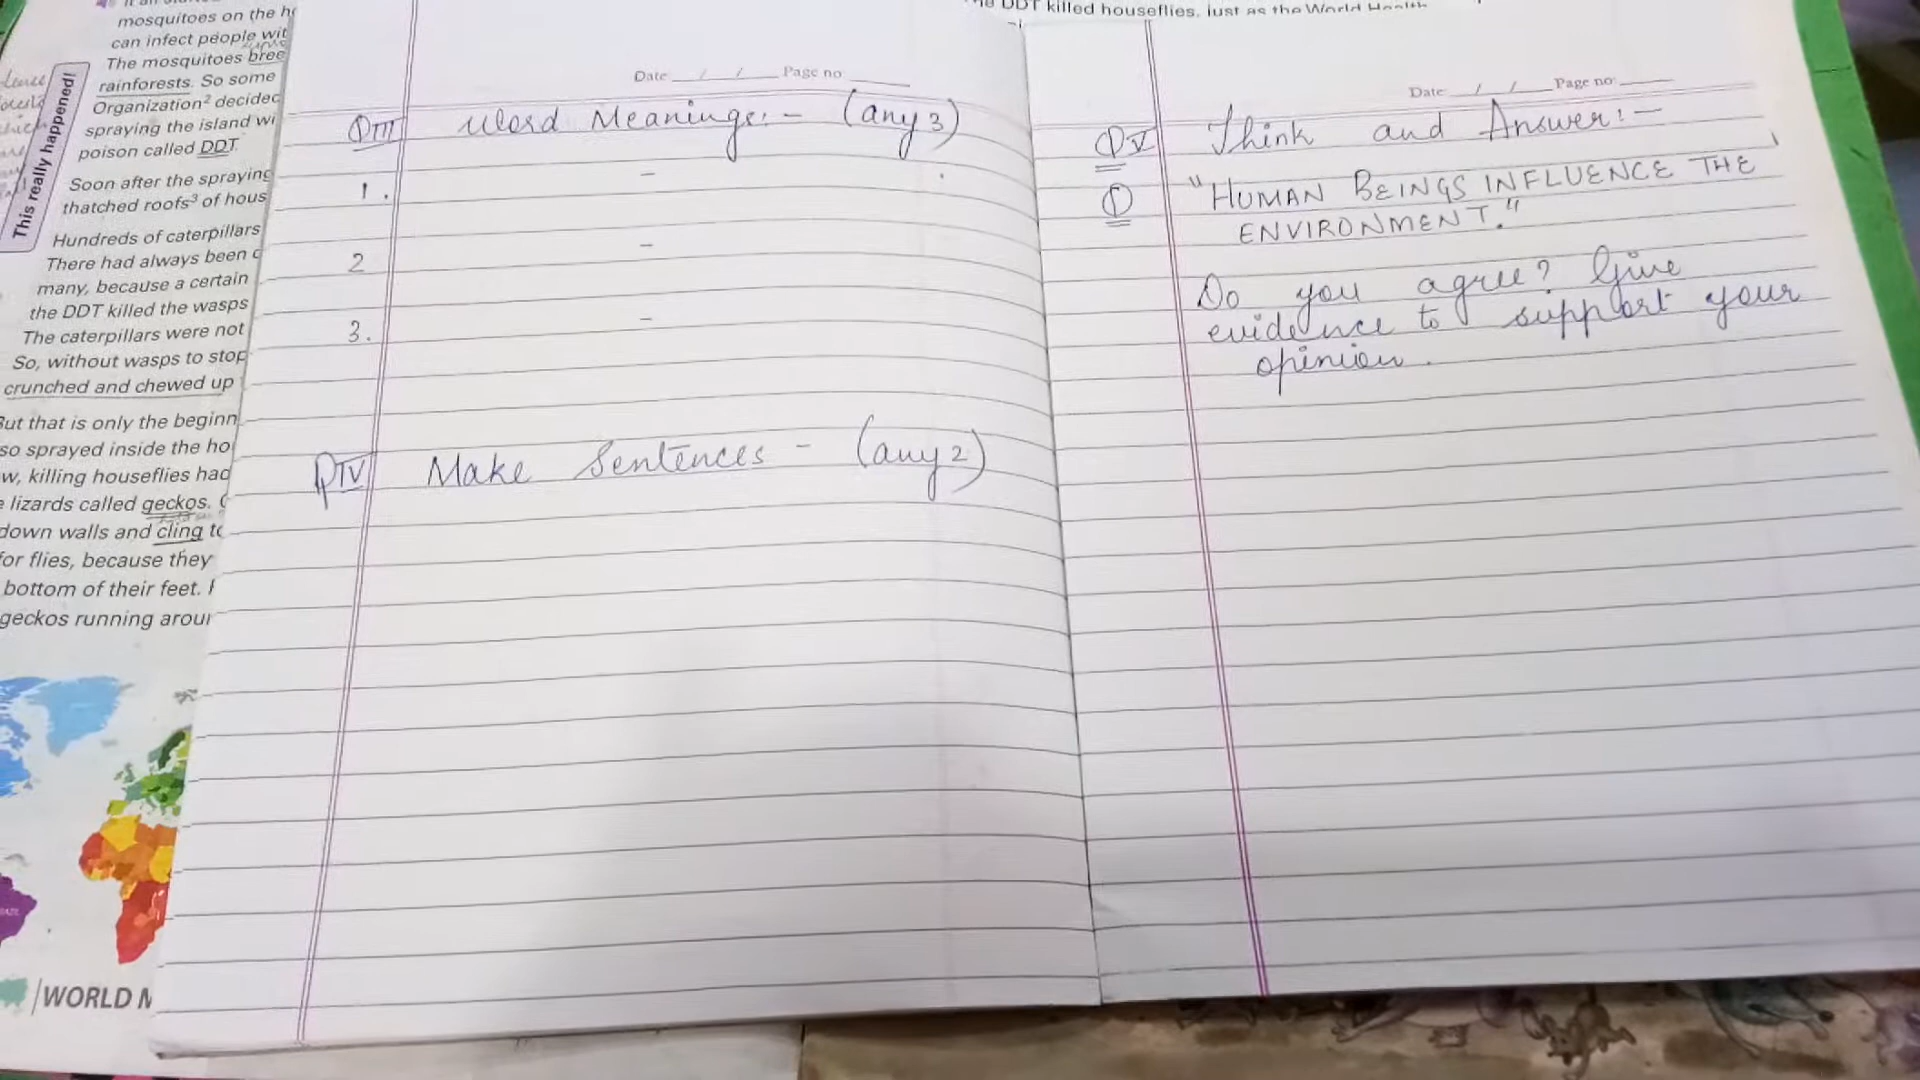 mosquitoes on the
can infect people wit
The mosquitoes bree
rainforests. So some
Organization² decided
spraying the island wi
poison called DDT.
Soon after the spraying
thatched roofs³ of hous
Hundreds of caterpillars
There had always been c
many, because a certain
the DDT killed the wasps
The caterpillars were not
So, without wasps to stop
crunched and chewed up
But that is only the beginn
so sprayed inside the ho
w, killing houseflies had
lizards called geckos.
down walls and cling to
for flies, because they
bottom of their feet.
geckos running arour
This really happened!
WORLD M
Date / / Page no
QIII Word Meanings:- (any 3)
1. -
2 -
3. -
QIV Make Sentences - (any 2)
DDT killed houseflies, just as the World Health
Date / / Page no:
QV Think and Answer:-
① "HUMAN BEINGS INFLUENCE THE
ENVIRONMENT."
Do you agree? Give
evidence to support your
opinion.